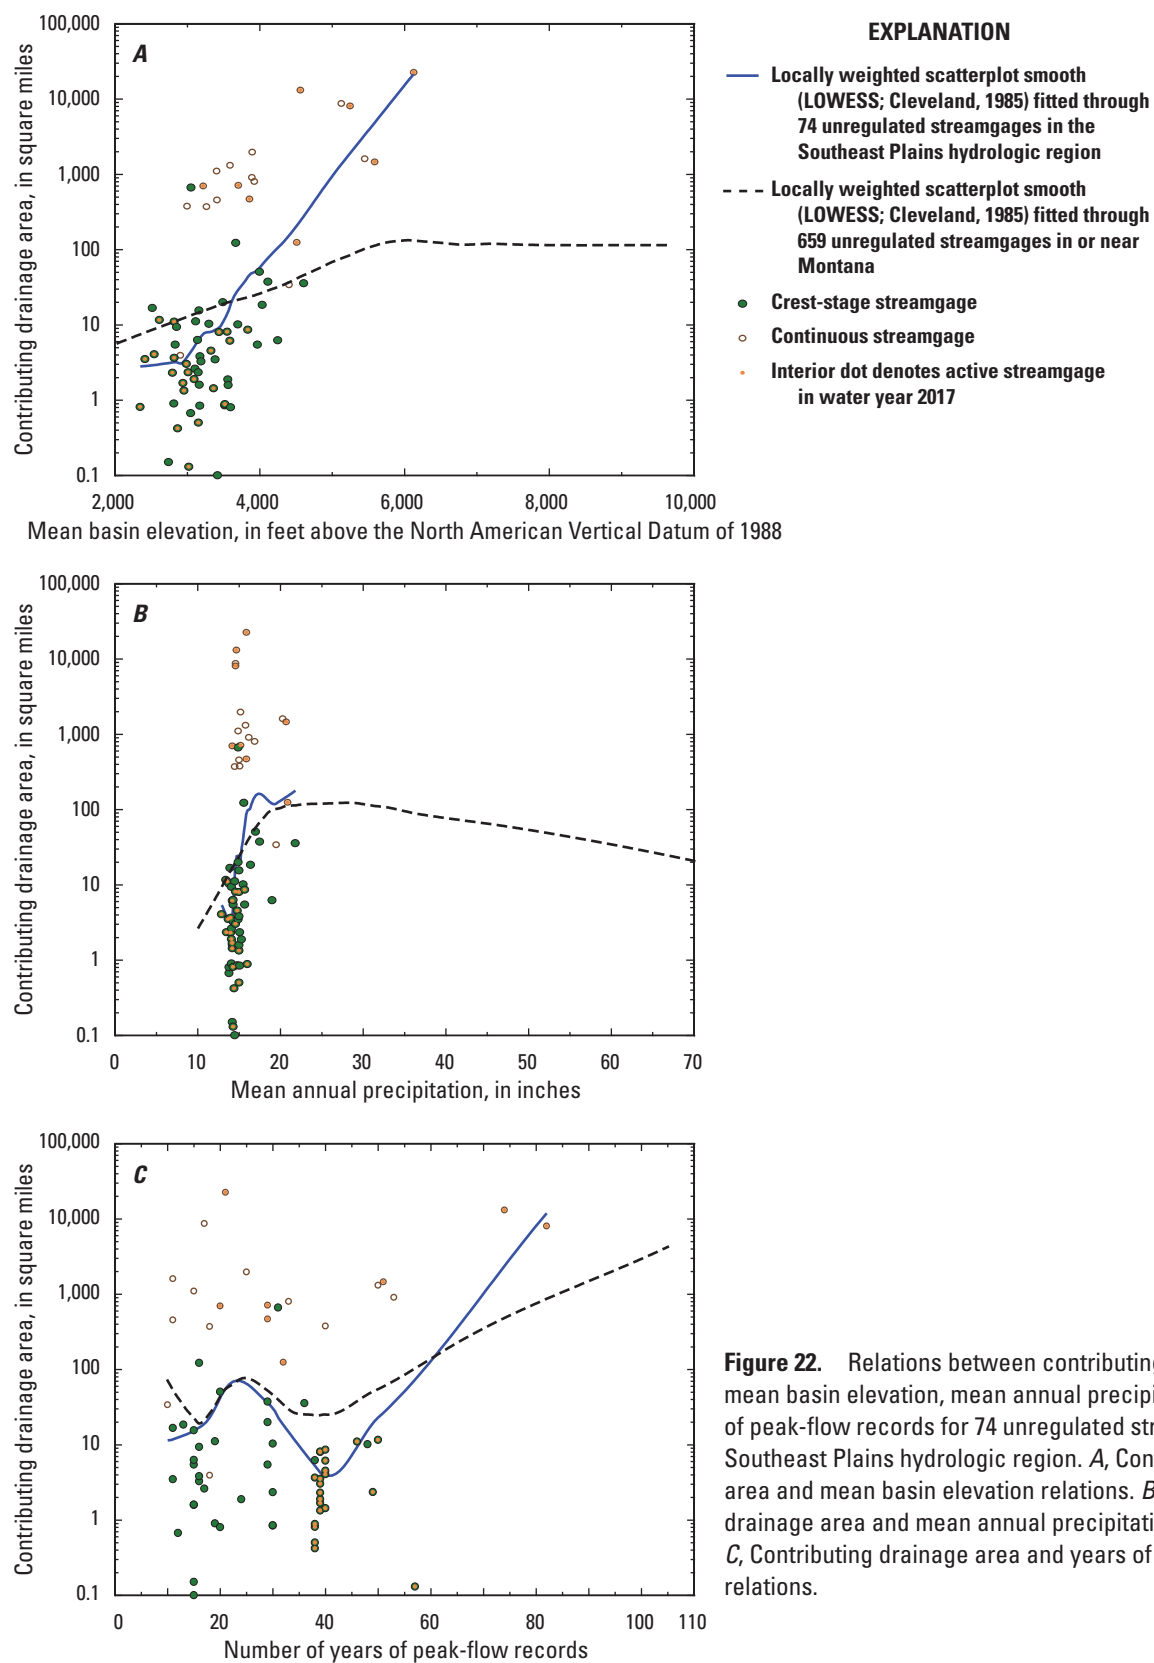 100,000
10,000
1,000
100
10
1
0.1
Contributing drainage area, in square miles
A
2,000 4,000 6,000 8,000 10,000
Mean basin elevation, in feet above the North American Vertical Datum of 1988
EXPLANATION
Locally weighted scatterplot smooth
(LOWESS; Cleveland, 1985) fitted through
74 unregulated streamgages in the
Southeast Plains hydrologic region
Locally weighted scatterplot smooth
(LOWESS; Cleveland, 1985) fitted through
659 unregulated streamgages in or near
Montana
Crest-stage streamgage
Continuous streamgage
Interior dot denotes active streamgage
in water year 2017
100,000
10,000
1,000
100
10
1
0.1
Contributing drainage area, in square miles
B
0 10 20 30 40 50 60 70
Mean annual precipitation, in inches
100,000
10,000
1,000
100
10
1
0.1
Contributing drainage area, in square miles
C
0 20 40 60 80 100 110
Number of years of peak-flow records
Figure 22. Relations between contributing
mean basin elevation, mean annual precipi
of peak-flow records for 74 unregulated str
Southeast Plains hydrologic region. A, Con
area and mean basin elevation relations. B
drainage area and mean annual precipitati
C, Contributing drainage area and years of
relations.